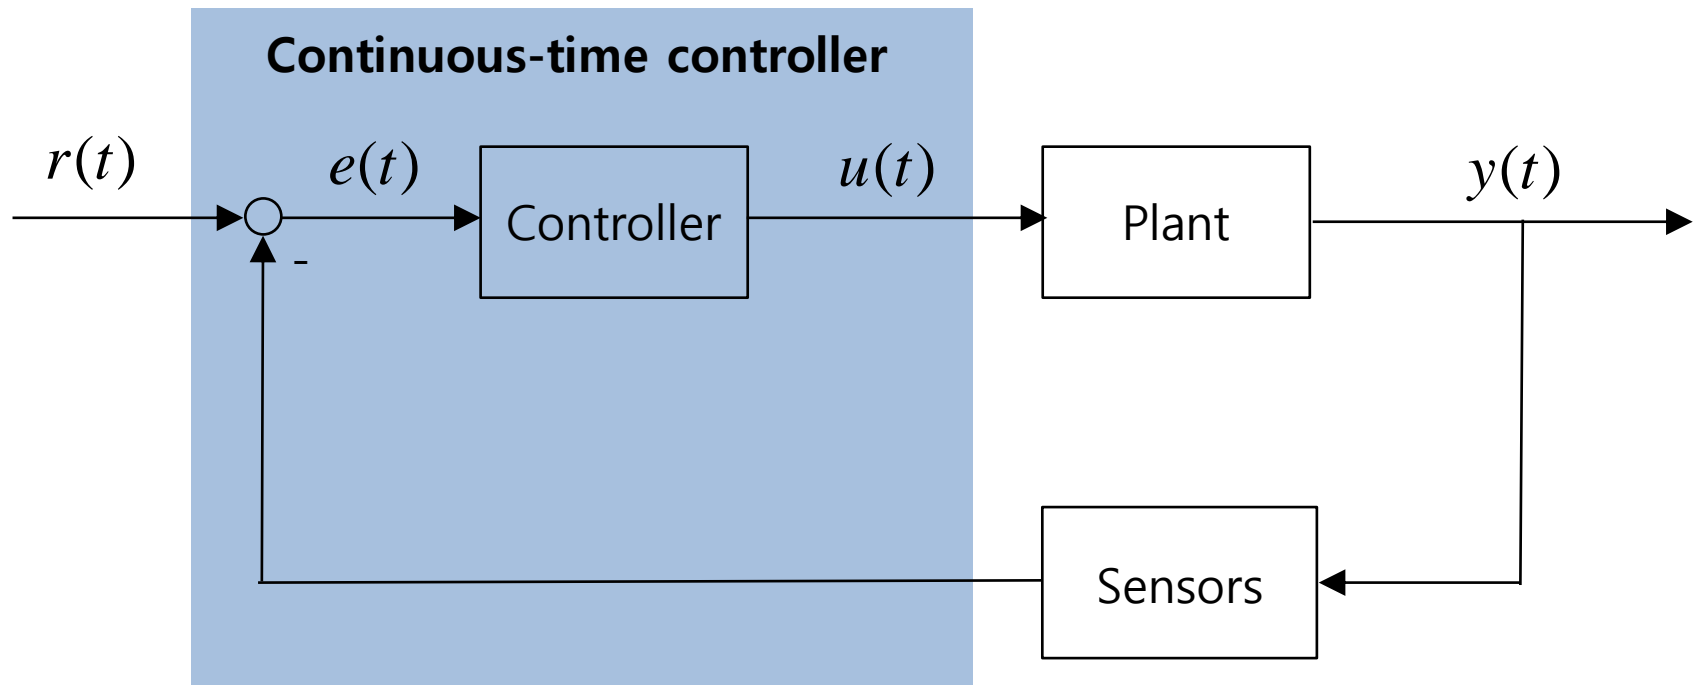 Continuous-time controller
r(t)
e(t)
Controller
u(t)
Plant
y(t)
-
Sensors